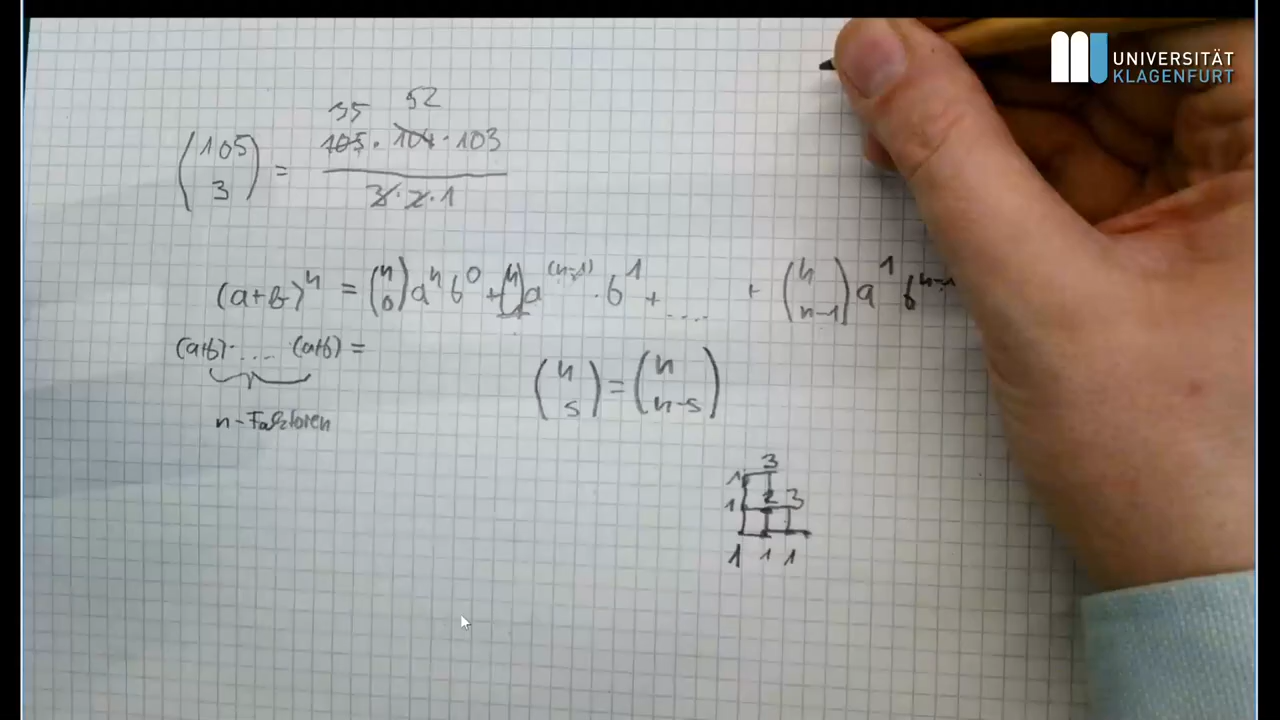 UNIVERSITÄT
KLAGENFURT
35 52
(105 3) = 105 · 104 · 103
3 · 2 · 1
(a+b)^n = (n 0) a^n b^0 + (n 1) a^(n-1) · b^1 + .... + (n n-1) a^1 b^n-1
(a+b) · .... (a+b) =
n-Faktoren
(n s) = (n n-s)
1 3
1 2 3
1 1 1